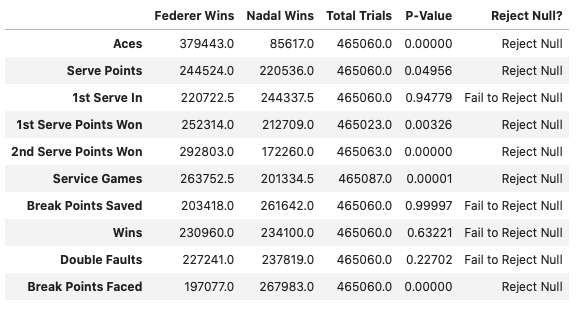 Federer Wins Nadal Wins Total Trials P-Value Reject Null?
Aces 379443.0 85617.0 465060.0 0.00000 Reject Null
Serve Points 244524.0 220536.0 465060.0 0.04956 Reject Null
1st Serve In 220722.5 244337.5 465060.0 0.94779 Fail to Reject Null
1st Serve Points Won 252314.0 212709.0 465023.0 0.00326 Reject Null
2nd Serve Points Won 292803.0 172260.0 465063.0 0.00000 Reject Null
Service Games 263752.5 201334.5 465087.0 0.00001 Reject Null
Break Points Saved 203418.0 261642.0 465060.0 0.99997 Fail to Reject Null
Wins 230960.0 234100.0 465060.0 0.63221 Fail to Reject Null
Double Faults 227241.0 237819.0 465060.0 0.22702 Fail to Reject Null
Break Points Faced 197077.0 267983.0 465060.0 0.00000 Reject Null